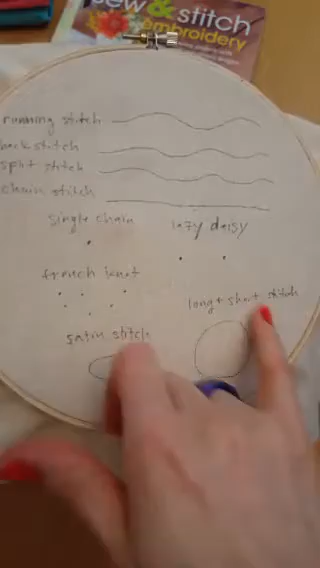 sew & stitch
embroidery
running stitch
back stitch
split stitch
chain stitch
single chain
lazy daisy
french knot
long + short stitch
satin stitch